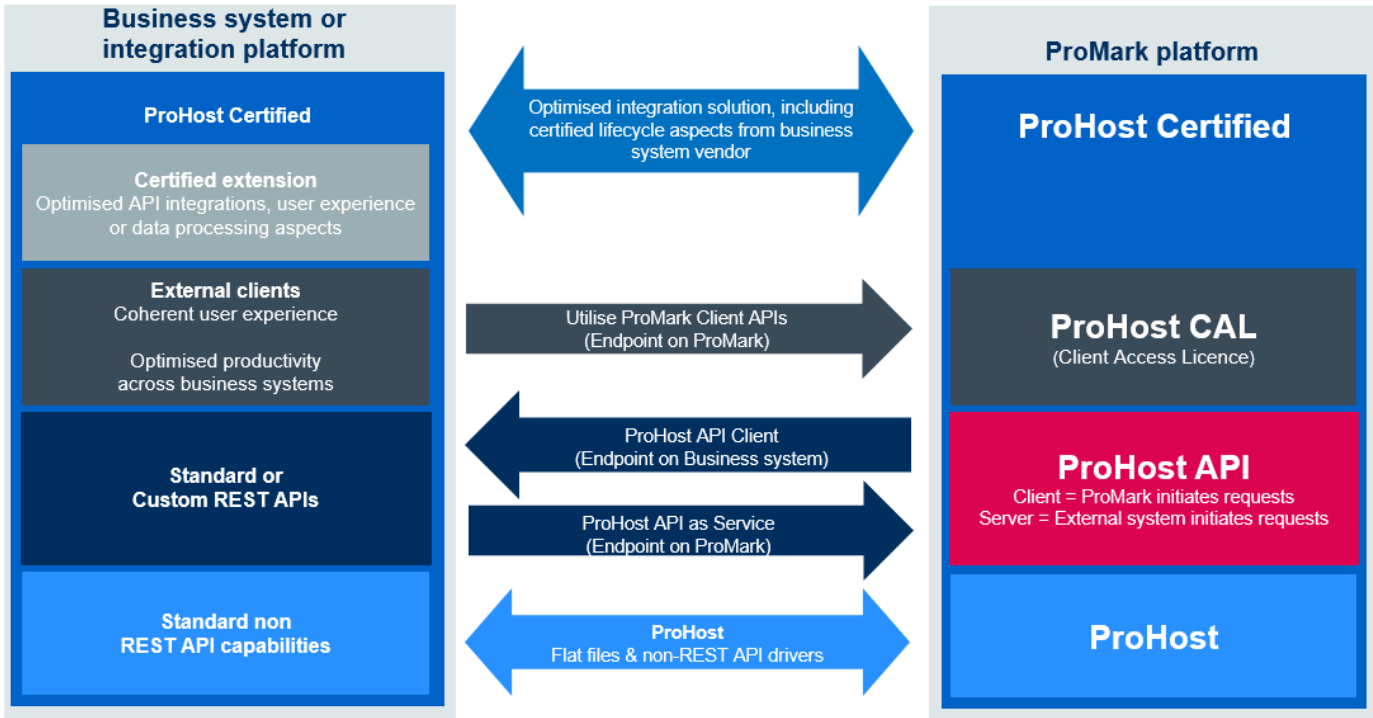 Business system or
integration platform
ProHost Certified
Certified extension
Optimised API integrations, user experience
or data processing aspects
External clients
Coherent user experience
Optimised productivity
across business systems
Standard or
Custom REST APIs
Standard non
REST API capabilities
Optimised integration solution, including
certified lifecycle aspects from business
system vendor
Utilise ProMark Client APIs
(Endpoint on ProMark)
ProHost API Client
(Endpoint on Business system)
ProHost API as Service
(Endpoint on ProMark)
ProHost
Flat files & non-REST API drivers
ProMark platform
ProHost Certified
ProHost CAL
(Client Access Licence)
ProHost API
Client = ProMark initiates requests
Server = External system initiates requests
ProHost